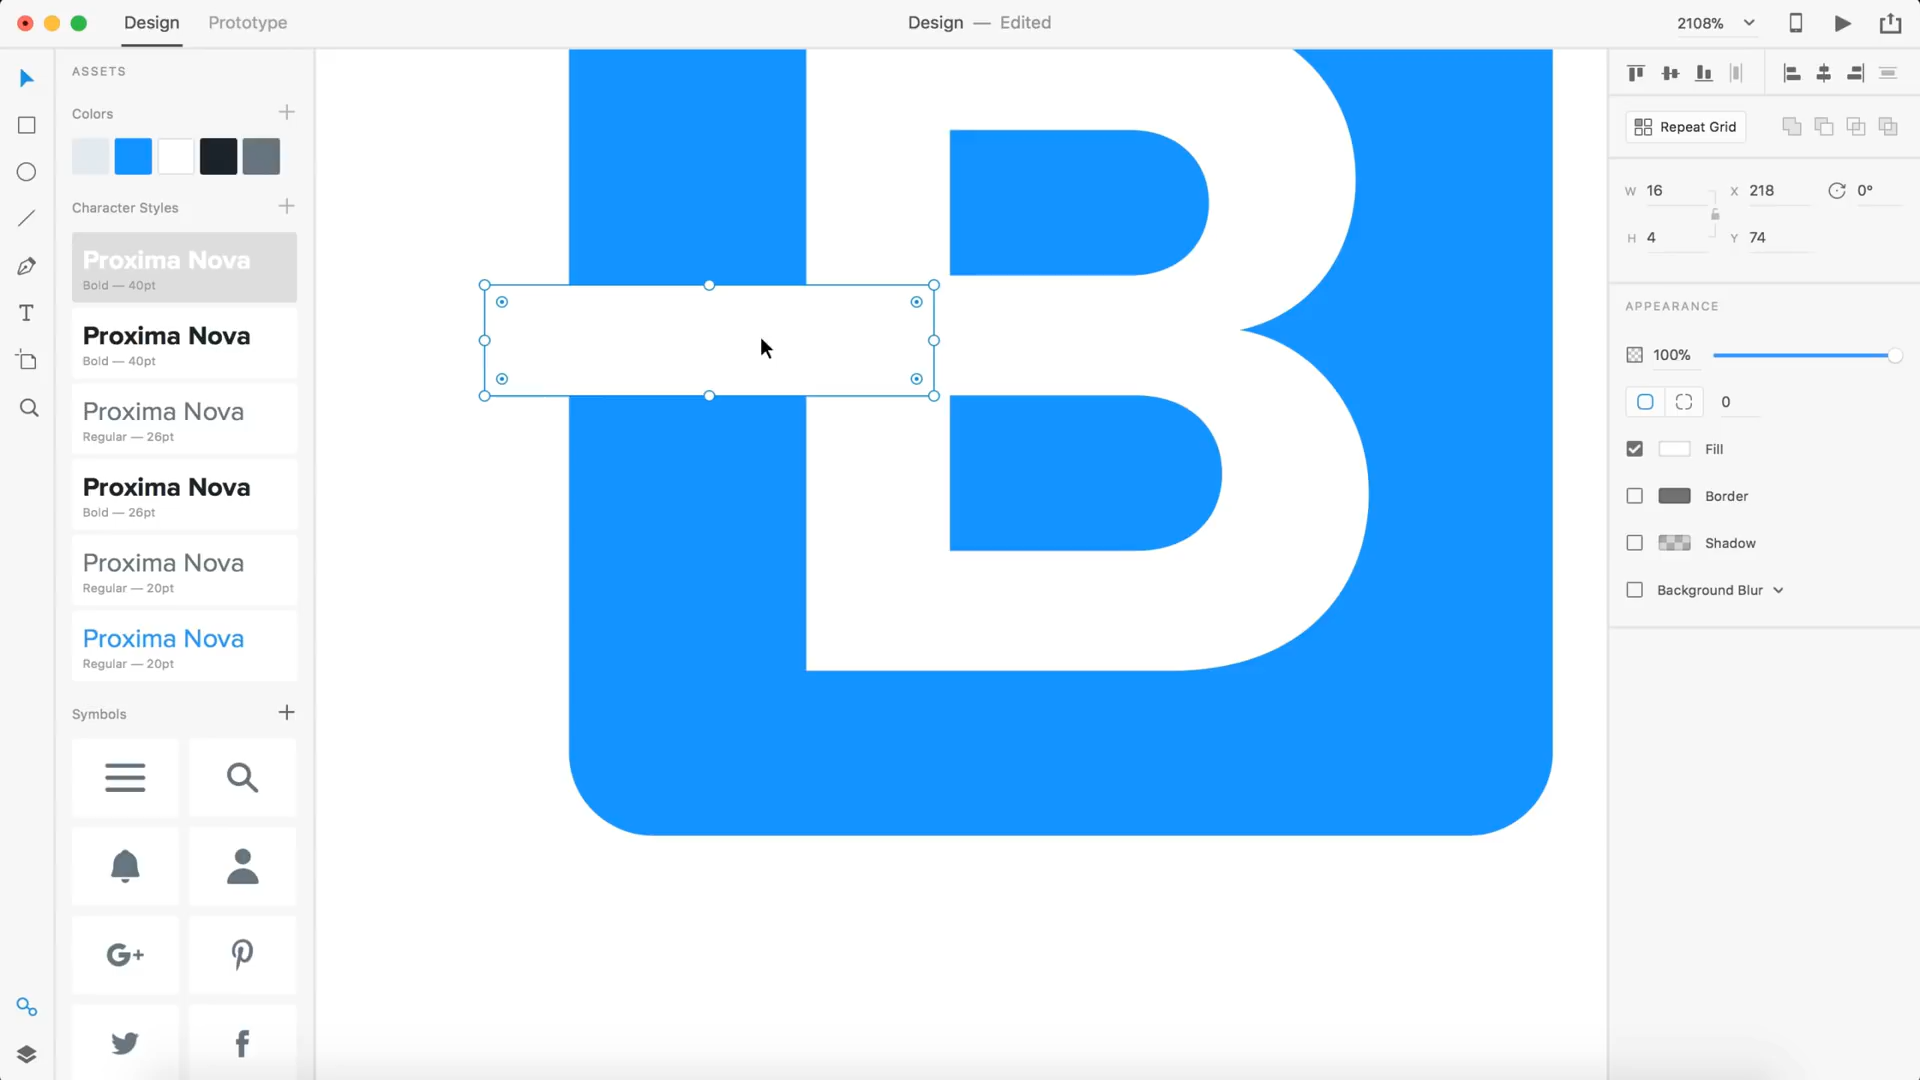 Design Prototype Design — Edited 2108%
ASSETS
Colors
Character Styles
Proxima Nova
Bold — 40pt
Proxima Nova
Bold — 40pt
Proxima Nova
Regular — 26pt
Proxima Nova
Bold — 26pt
Proxima Nova
Regular — 20pt
Proxima Nova
Regular — 20pt
Symbols
G+
B
Repeat Grid
W 16 X 218 0°
H 4 Y 74
APPEARANCE
100%
0
Fill
Border
Shadow
Background Blur